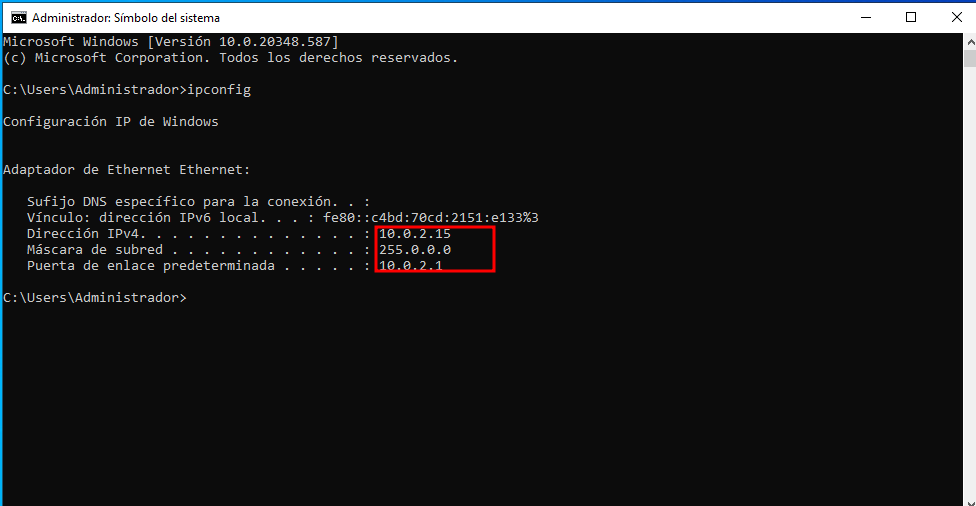 Administrador: Símbolo del sistema
Microsoft Windows [Versión 10.0.20348.587]
(c) Microsoft Corporation. Todos los derechos reservados.
C:\Users\Administrador>ipconfig
Configuración IP de Windows
Adaptador de Ethernet Ethernet:
Sufijo DNS específico para la conexión. . :
Vínculo: dirección IPv6 local. . . : fe80::c4bd:70cd:2151:e133%3
Dirección IPv4. . . . . . . . . . . . . . : 10.0.2.15
Máscara de subred . . . . . . . . . . . . : 255.0.0.0
Puerta de enlace predeterminada . . . . . : 10.0.2.1
C:\Users\Administrador>